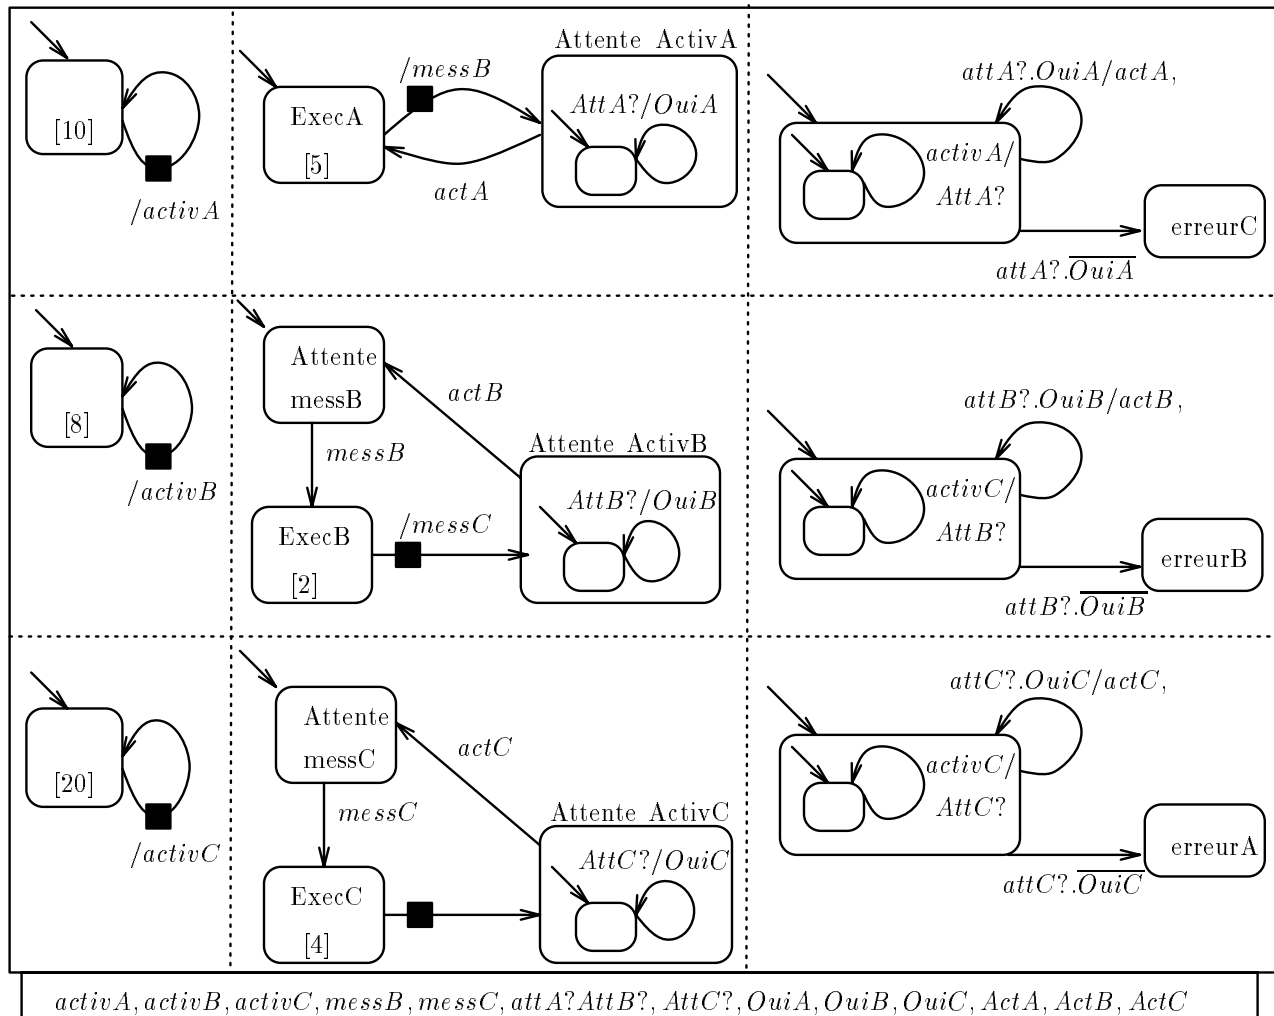 [10]
/activA
ExecA
[5]
/messB
actA
Attente ActivA
AttA?/OuiA
attA?.OuiA/actA,
activA/
AttA?
erreurC
attA?.O̅u̅i̅A̅
[8]
/activB
Attente
messB
messB
actB
ExecB
[2]
/messC
Attente ActivB
AttB?/OuiB
attB?.OuiB/actB,
activC/
AttB?
erreurB
attB?.O̅u̅i̅B̅
[20]
/activC
Attente
messC
messC
actC
ExecC
[4]
Attente ActivC
AttC?/OuiC
attC?.OuiC/actC,
activC/
AttC?
erreurA
attC?.O̅u̅i̅C̅
activA, activB, activC, messB, messC, attA?AttB?, AttC?, OuiA, OuiB, OuiC, ActA, ActB, ActC